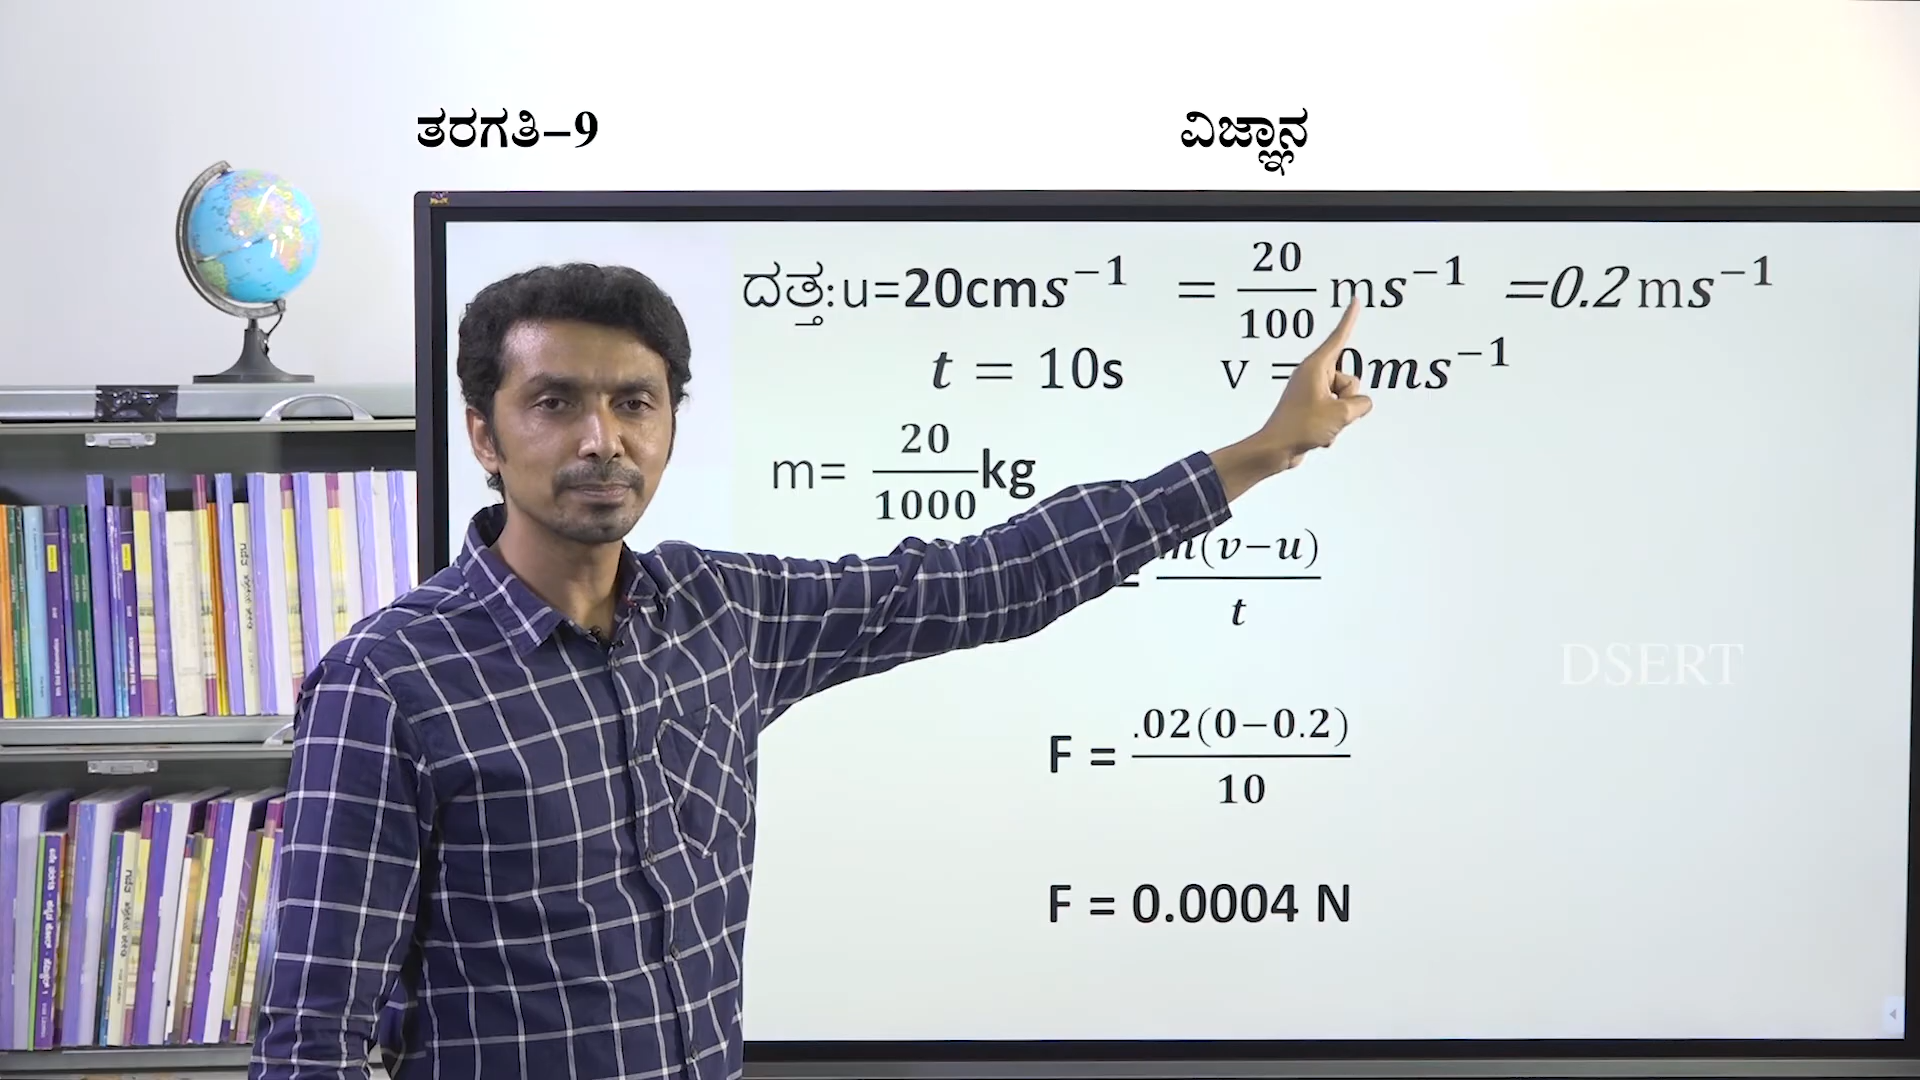 ತರಗತಿ-9 ವಿಜ್ಞಾನ
ದತ್ತ: u=20cms⁻¹ = 20/100 ms⁻¹ =0.2 ms⁻¹
t = 10s v = 0ms⁻¹
m= 20/1000 kg
= m(v−u)/t
DSERT
F = .02(0−0.2)/10
F = 0.0004 N